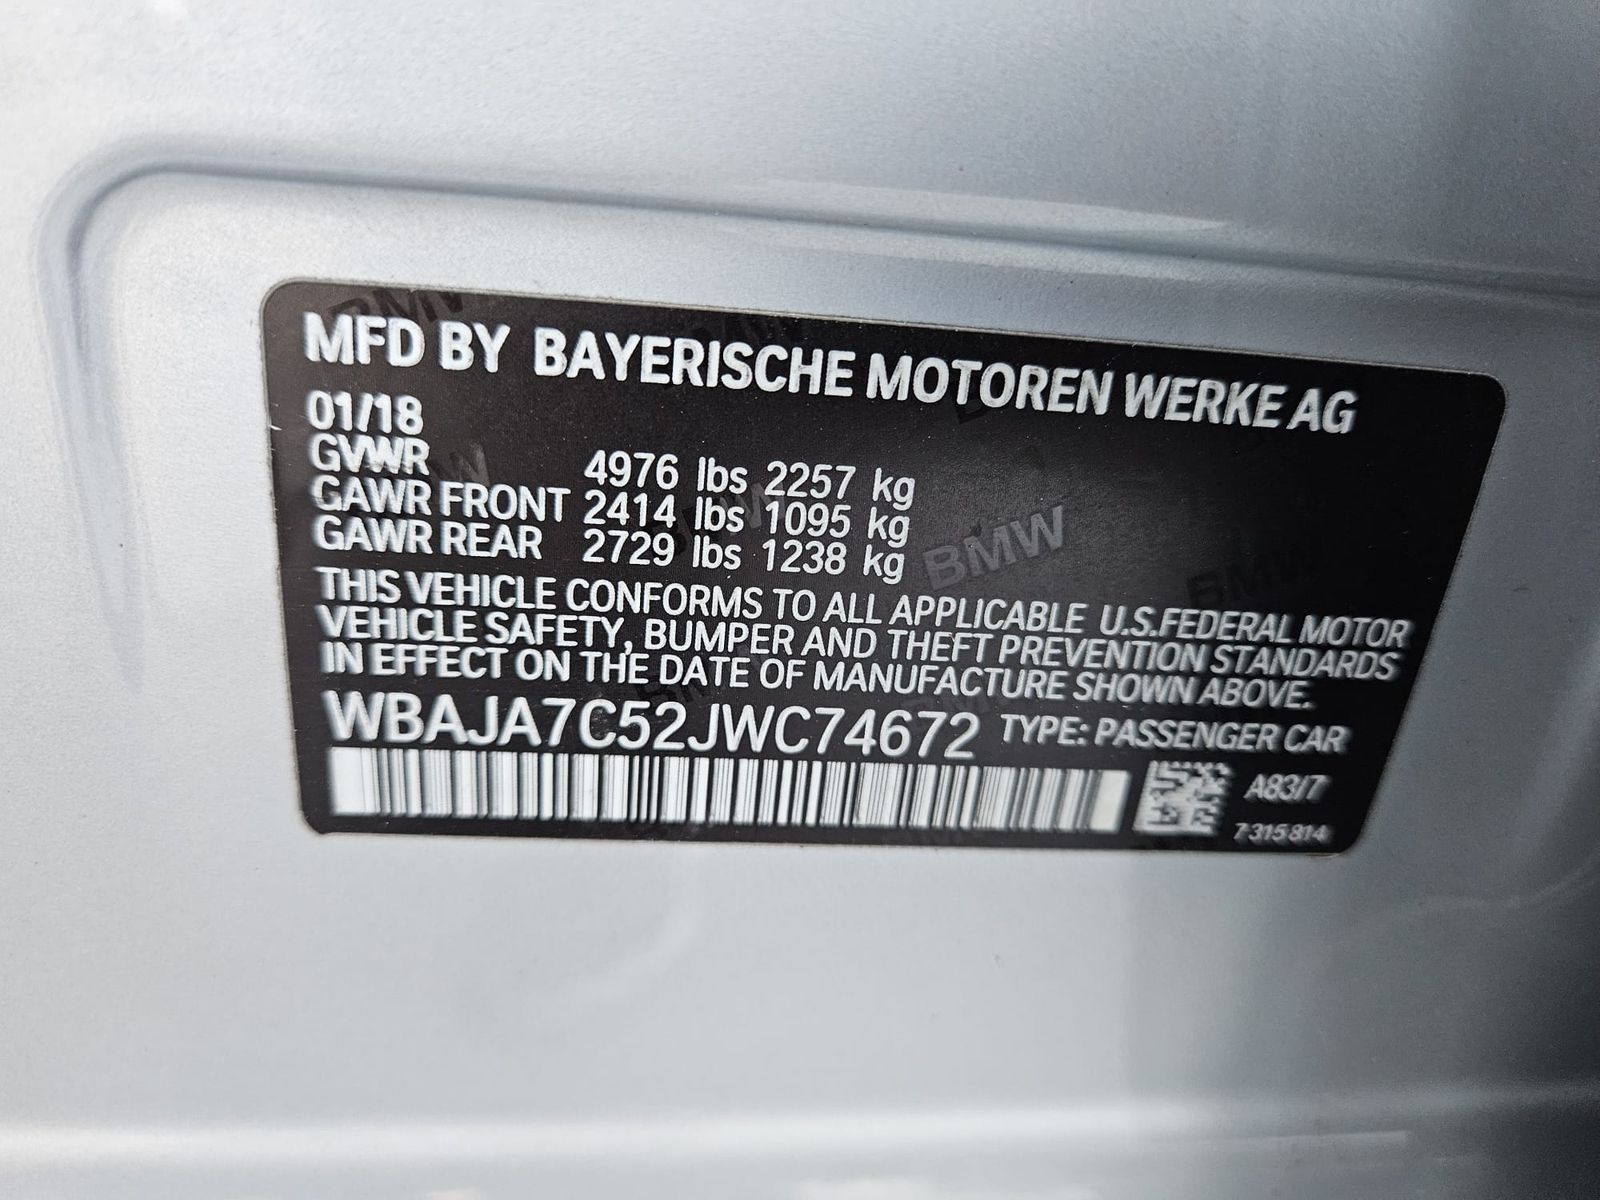 MFD BY BAYERISCHE MOTOREN WERKE AG
01/18
GVWR 4976 lbs 2257 kg
GAWR FRONT 2414 lbs 1095 kg
GAWR REAR 2729 lbs 1238 kg
THIS VEHICLE CONFORMS TO ALL APPLICABLE U.S.FEDERAL MOTOR
VEHICLE SAFETY, BUMPER AND THEFT PREVENTION STANDARDS
IN EFFECT ON THE DATE OF MANUFACTURE SHOWN ABOVE.
WBAJA7C52JWC74672 TYPE: PASSENGER CAR
A83/7
7 315 814